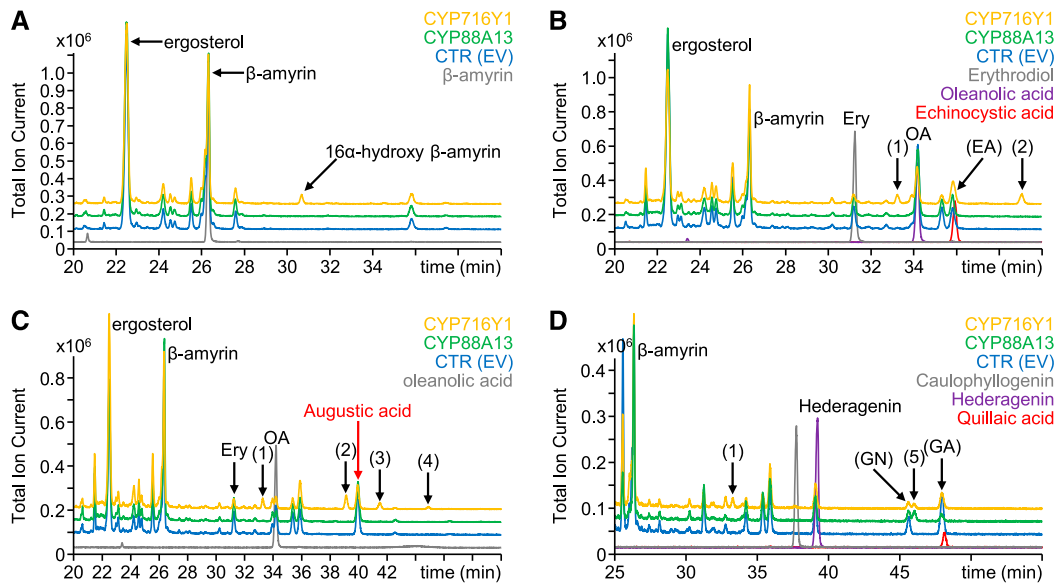 A
CYP716Y1
CYP88A13
CTR (EV)
β-amyrin
x10⁶
ergosterol
β-amyrin
16α-hydroxy β-amyrin
Total Ion Current
1.0
0.9
0.8
0.7
0.6
0.5
0.4
0.3
0.2
0.1
0
20 22 24 26 28 30 32 34 time (min)
B
CYP716Y1
CYP88A13
CTR (EV)
Erythrodiol
Oleanolic acid
Echinocystic acid
x10⁶
ergosterol
β-amyrin
Ery
(1)
OA
(EA)
(2)
Total Ion Current
1.0
0.8
0.6
0.4
0.2
0
20 22 24 26 28 30 32 34 time (min)
C
CYP716Y1
CYP88A13
CTR (EV)
oleanolic acid
x10⁶
ergosterol
β-amyrin
Augustic acid
Ery
(1)
OA
(2)
(3)
(4)
Total Ion Current
0.8
0.6
0.4
0.2
0
20 22 24 26 28 30 32 34 36 38 40 42 time (min)
D
CYP716Y1
CYP88A13
CTR (EV)
Caulophyllogenin
Hederagenin
Quillaic acid
x10⁶
β-amyrin
Hederagenin
(1)
(GN)
(5)
(GA)
Total Ion Current
0.5
0.4
0.3
0.2
0.1
0
25 30 35 40 45 time (min)